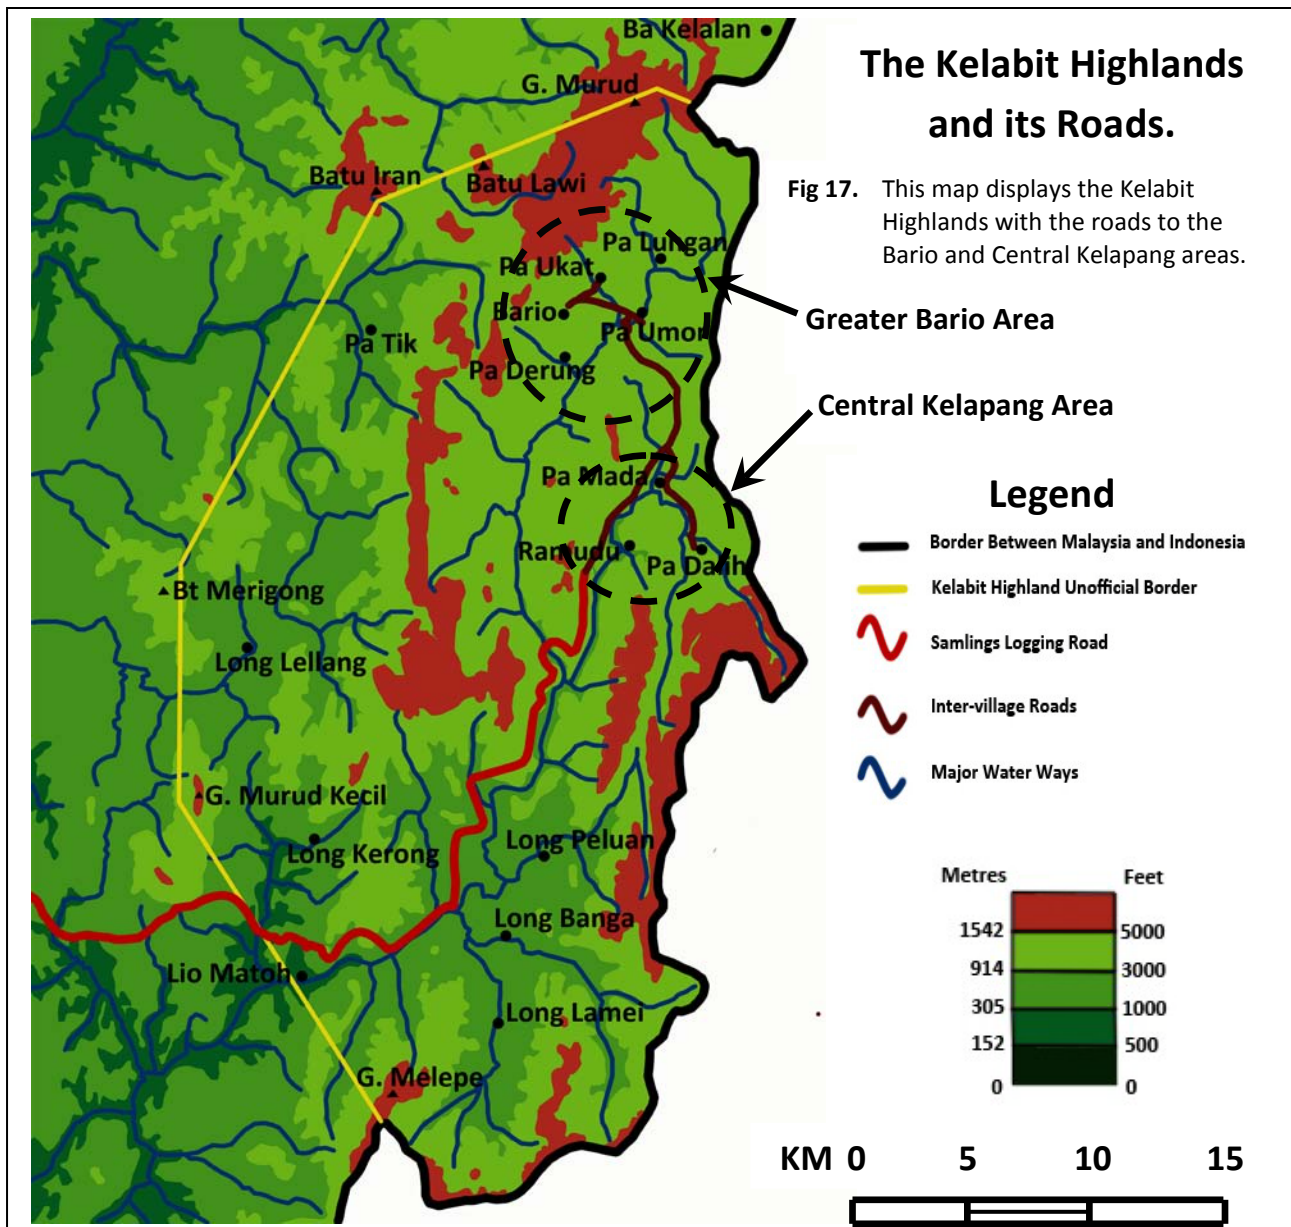 The Kelabit Highlands
and its Roads.
Fig 17. This map displays the Kelabit
Highlands with the roads to the
Bario and Central Kelapang areas.
Ba Kelalan
G. Murud
Batu Iran
Batu Lawi
Pa Lungan
Pa Ukat
Bario
Pa Umor
Pa Tik
Pa Derung
Greater Bario Area
Central Kelapang Area
Pa Mada
Ramudu
Pa Dalih
Bt Merigong
Long Lellang
G. Murud Kecil
Long Kerong
Long Peluan
Long Banga
Lio Matoh
Long Lamei
G. Melepe
Legend
Border Between Malaysia and Indonesia
Kelabit Highland Unofficial Border
Samlings Logging Road
Inter-village Roads
Major Water Ways
Metres Feet
1542 5000
914 3000
305 1000
152 500
0 0
KM 0 5 10 15